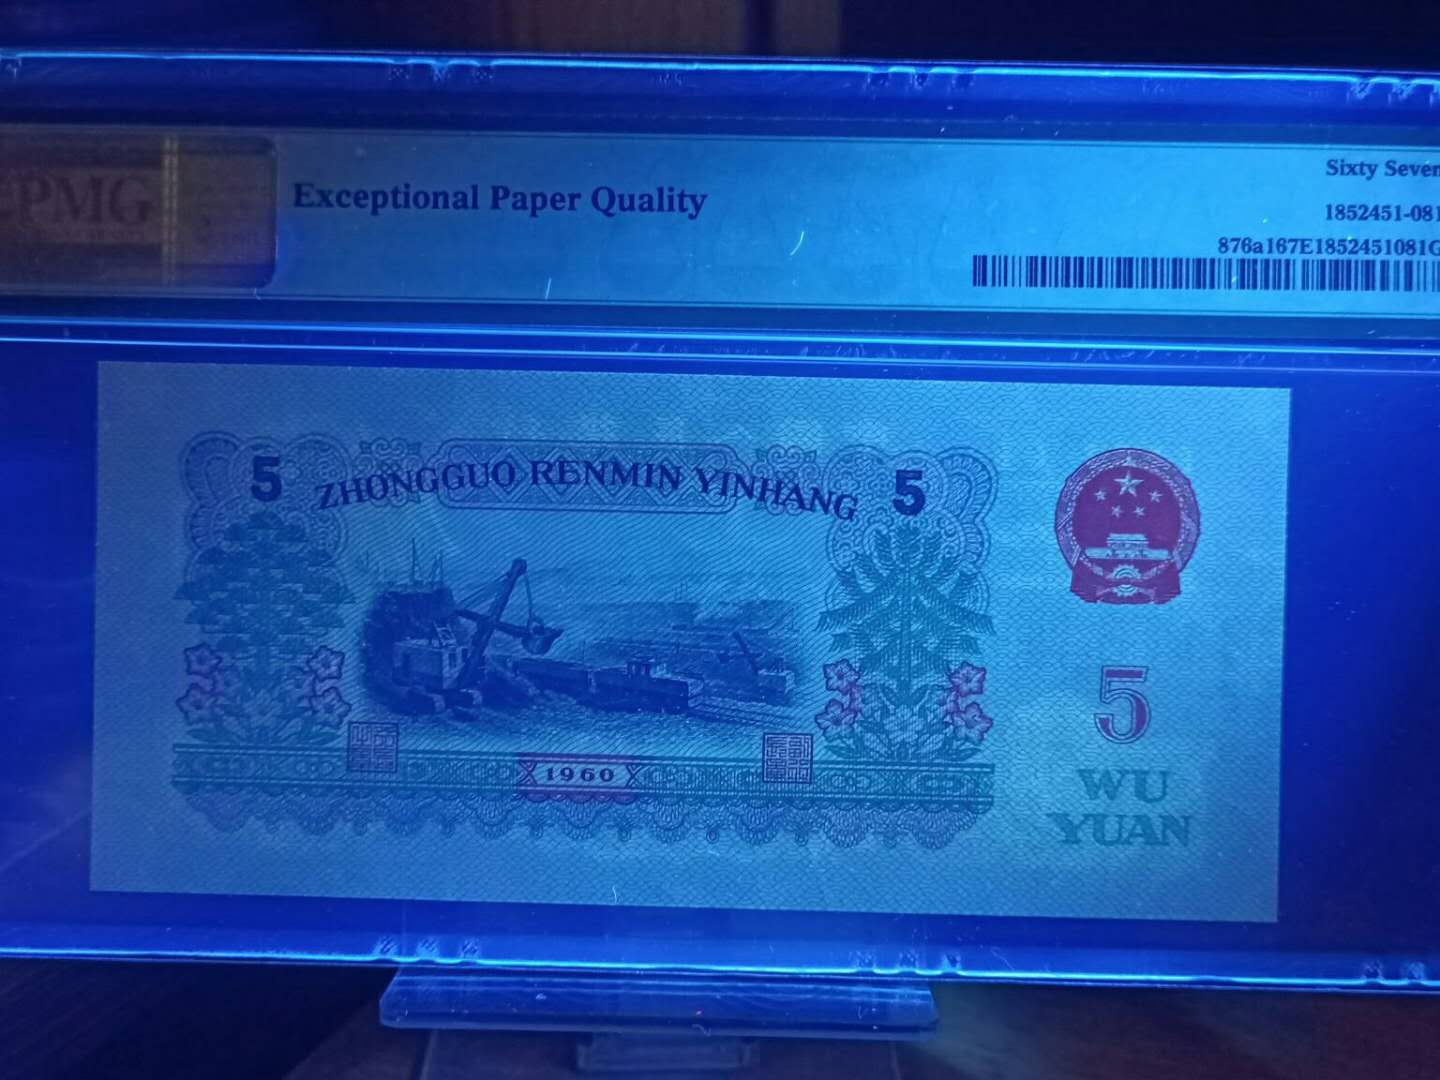 PMG
Exceptional Paper Quality
Sixty Seven
1852451-081
876a167E1852451081G
5 ZHONGGUO RENMIN YINHANG 5
5
1960
WU
YUAN